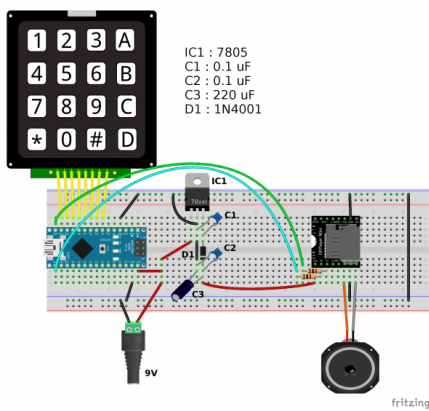 1 2 3 A
4 5 6 B
7 8 9 C
* 0 # D
IC1 : 7805
C1 : 0.1 uF
C2 : 0.1 uF
C3 : 220 uF
D1 : 1N4001
IC1
78xx
C1
D1
C2
C3
9V
fritzing